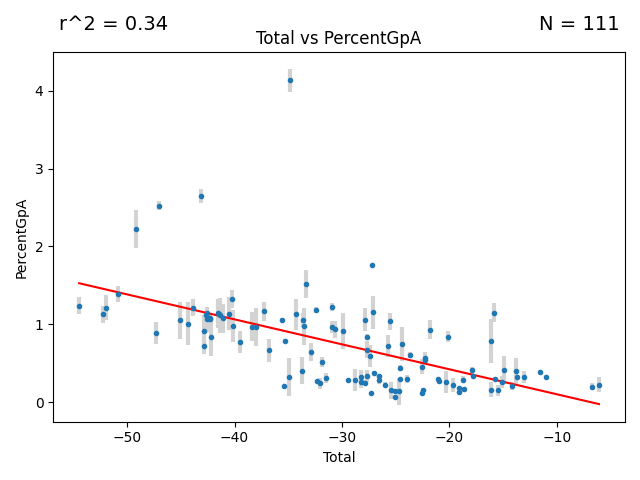 r^2 = 0.34
N = 111
Total vs PercentGpA
4
3
2
1
0
PercentGpA
−50
−40
−30
−20
−10
Total